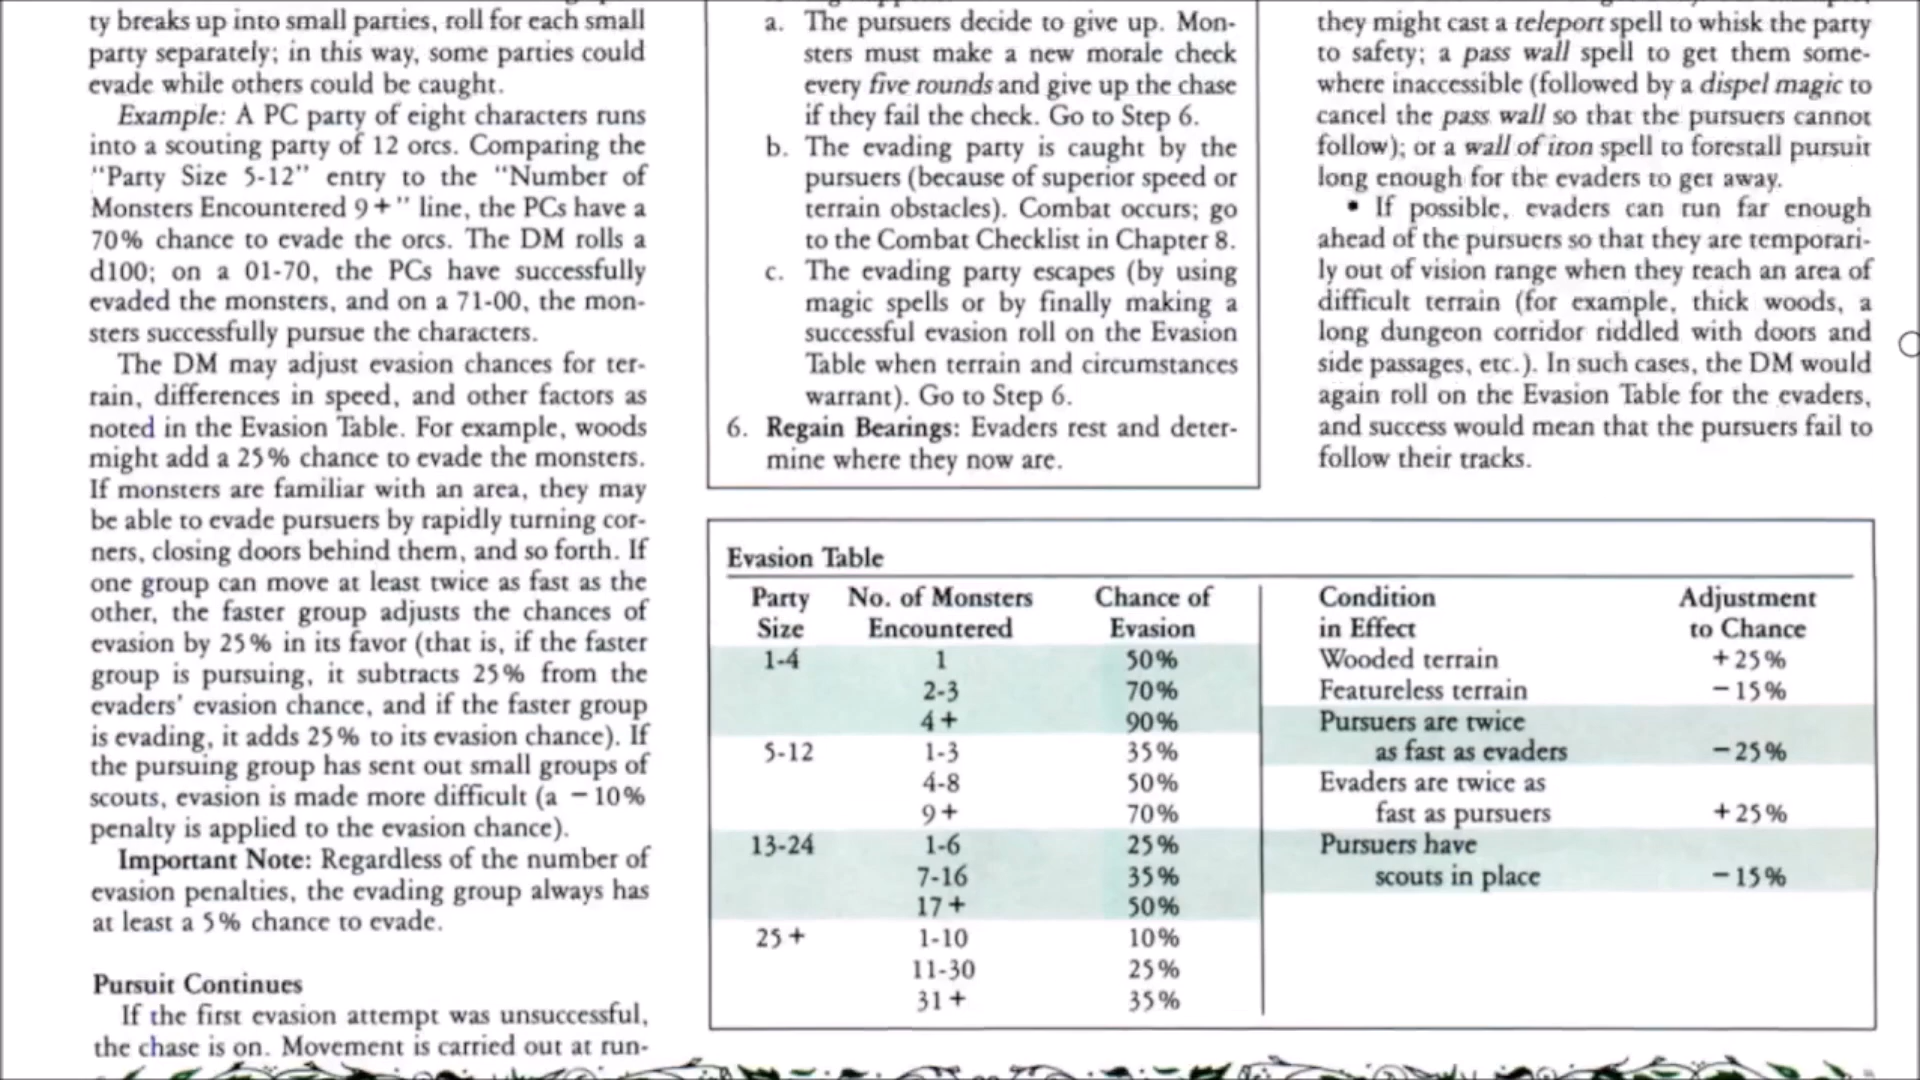 ty breaks up into small parties, roll for each small
party separately; in this way, some parties could
evade while others could be caught.
Example: A PC party of eight characters runs
into a scouting party of 12 orcs. Comparing the
"Party Size 5-12" entry to the "Number of
Monsters Encountered 9+" line, the PCs have a
70% chance to evade the orcs. The DM rolls a
d100; on a 01-70, the PCs have successfully
evaded the monsters, and on a 71-00, the mon-
sters successfully pursue the characters.
The DM may adjust evasion chances for ter-
rain, differences in speed, and other factors as
noted in the Evasion Table. For example, woods
might add a 25% chance to evade the monsters.
If monsters are familiar with an area, they may
be able to evade pursuers by rapidly turning cor-
ners, closing doors behind them, and so forth. If
one group can move at least twice as fast as the
other, the faster group adjusts the chances of
evasion by 25% in its favor (that is, if the faster
group is pursuing, it subtracts 25% from the
evaders' evasion chance, and if the faster group
is evading, it adds 25% to its evasion chance). If
the pursuing group has sent out small groups of
scouts, evasion is made more difficult (a −10%
penalty is applied to the evasion chance).
Important Note: Regardless of the number of
evasion penalties, the evading group always has
at least a 5% chance to evade.
Pursuit Continues
If the first evasion attempt was unsuccessful,
the chase is on. Movement is carried out at run-
a. The pursuers decide to give up. Mon-
sters must make a new morale check
every five rounds and give up the chase
if they fail the check. Go to Step 6.
b. The evading party is caught by the
pursuers (because of superior speed or
terrain obstacles). Combat occurs; go
to the Combat Checklist in Chapter 8.
c. The evading party escapes (by using
magic spells or by finally making a
successful evasion roll on the Evasion
Table when terrain and circumstances
warrant). Go to Step 6.
6. Regain Bearings: Evaders rest and deter-
mine where they now are.
they might cast a teleport spell to whisk the party
to safety; a pass wall spell to get them some-
where inaccessible (followed by a dispel magic to
cancel the pass wall so that the pursuers cannot
follow); or a wall of iron spell to forestall pursuit
long enough for the evaders to get away.
• If possible, evaders can run far enough
ahead of the pursuers so that they are temporari-
ly out of vision range when they reach an area of
difficult terrain (for example, thick woods, a
long dungeon corridor riddled with doors and
side passages, etc.). In such cases, the DM would
again roll on the Evasion Table for the evaders,
and success would mean that the pursuers fail to
follow their tracks.
Evasion Table
Party No. of Monsters Chance of
Size Encountered Evasion
1-4 1 50%
2-3 70%
4+ 90%
5-12 1-3 35%
4-8 50%
9+ 70%
13-24 1-6 25%
7-16 35%
17+ 50%
25+ 1-10 10%
11-30 25%
31+ 35%
Condition Adjustment
in Effect to Chance
Wooded terrain +25%
Featureless terrain −15%
Pursuers are twice
as fast as evaders −25%
Evaders are twice as
fast as pursuers +25%
Pursuers have
scouts in place −15%